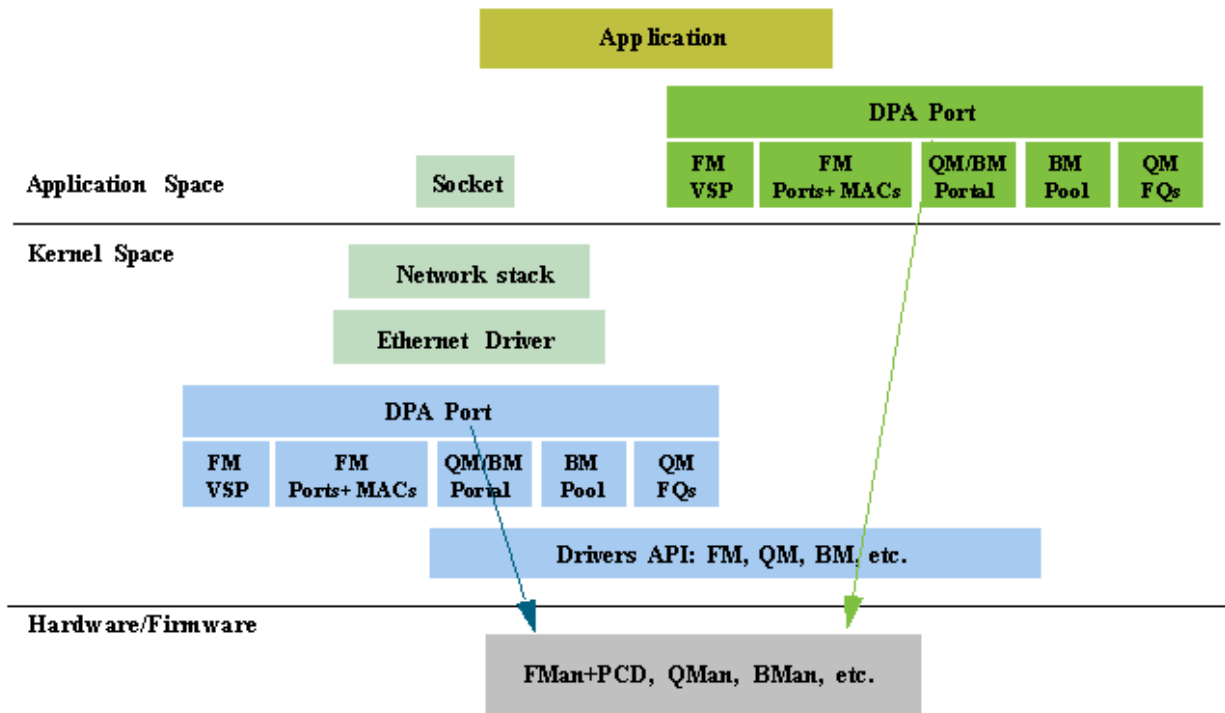 Application
DPA Port
FM
VSP
FM
Ports+ MACs
QM/BM
Portal
BM
Pool
QM
FQs
Application Space
Socket
Kernel Space
Network stack
Ethernet Driver
DPA Port
FM
VSP
FM
Ports+ MACs
QM/BM
Portal
BM
Pool
QM
FQs
Drivers API: FM, QM, BM, etc.
Hardware/Firmware
FMan+PCD, QMan, BMan, etc.